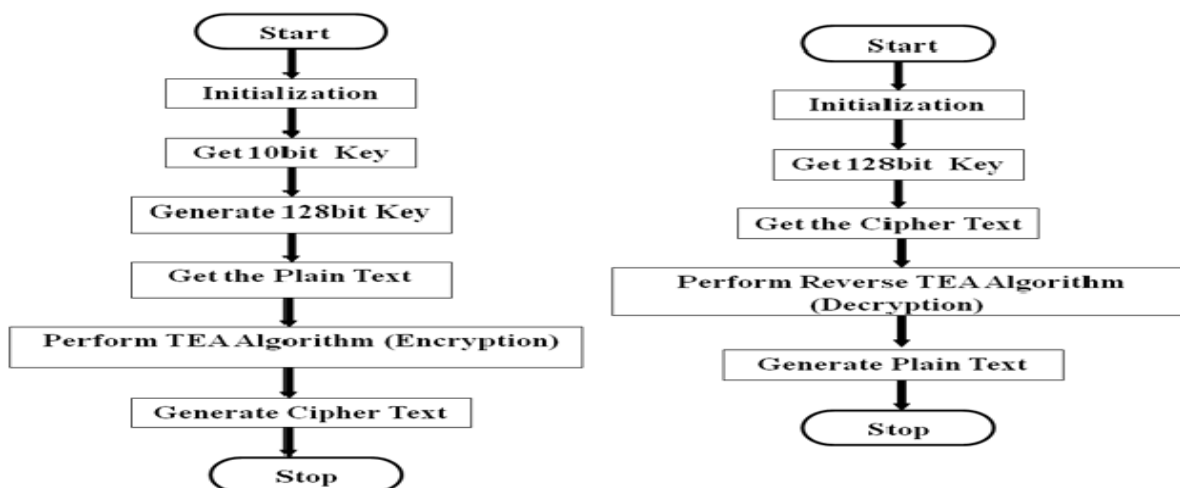 Start
Initialization
Get 10bit Key
Generate 128bit Key
Get the Plain Text
Perform TEA Algorithm (Encryption)
Generate Cipher Text
Stop
Start
Initialization
Get 128bit Key
Get the Cipher Text
Perform Reverse TEA Algorithm
(Decryption)
Generate Plain Text
Stop